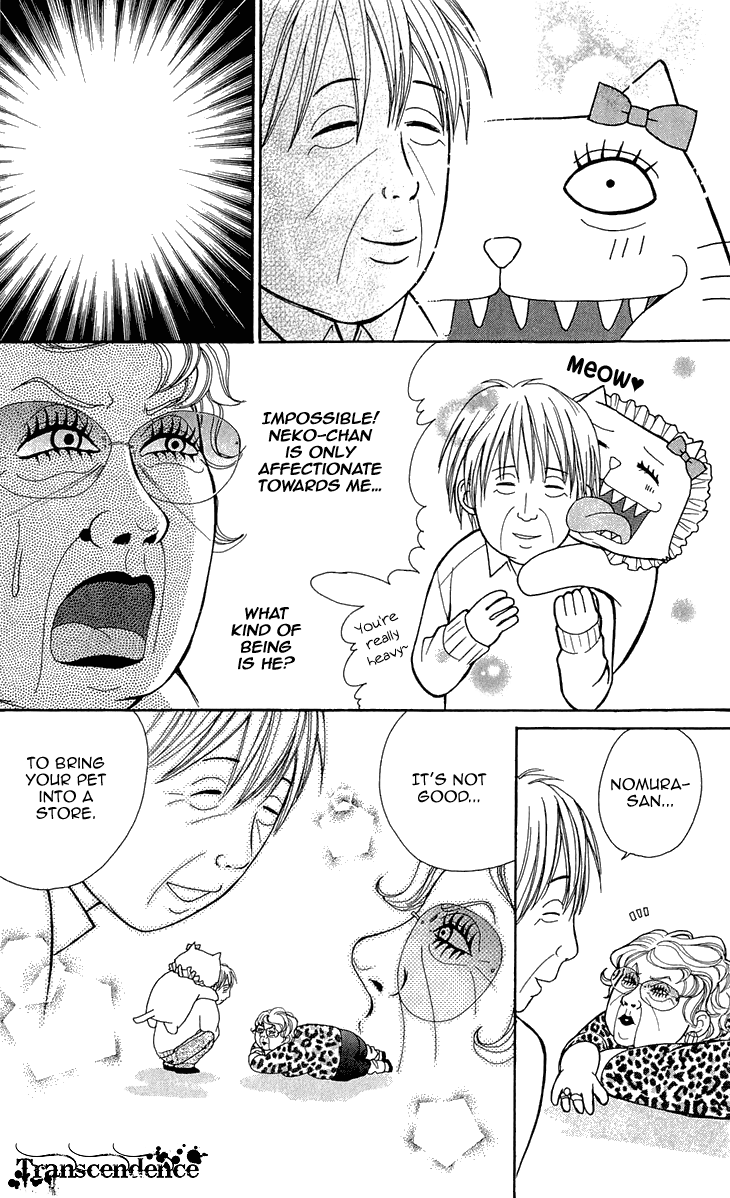 Meow♥
IMPOSSIBLE!
NEKO-CHAN
IS ONLY
AFFECTIONATE
TOWARDS ME...
You're
really
heavy~
WHAT
KIND OF
BEING
IS HE?
NOMURA-
SAN...
IT'S NOT
GOOD...
TO BRING
YOUR PET
INTO A
STORE.
Transcendence